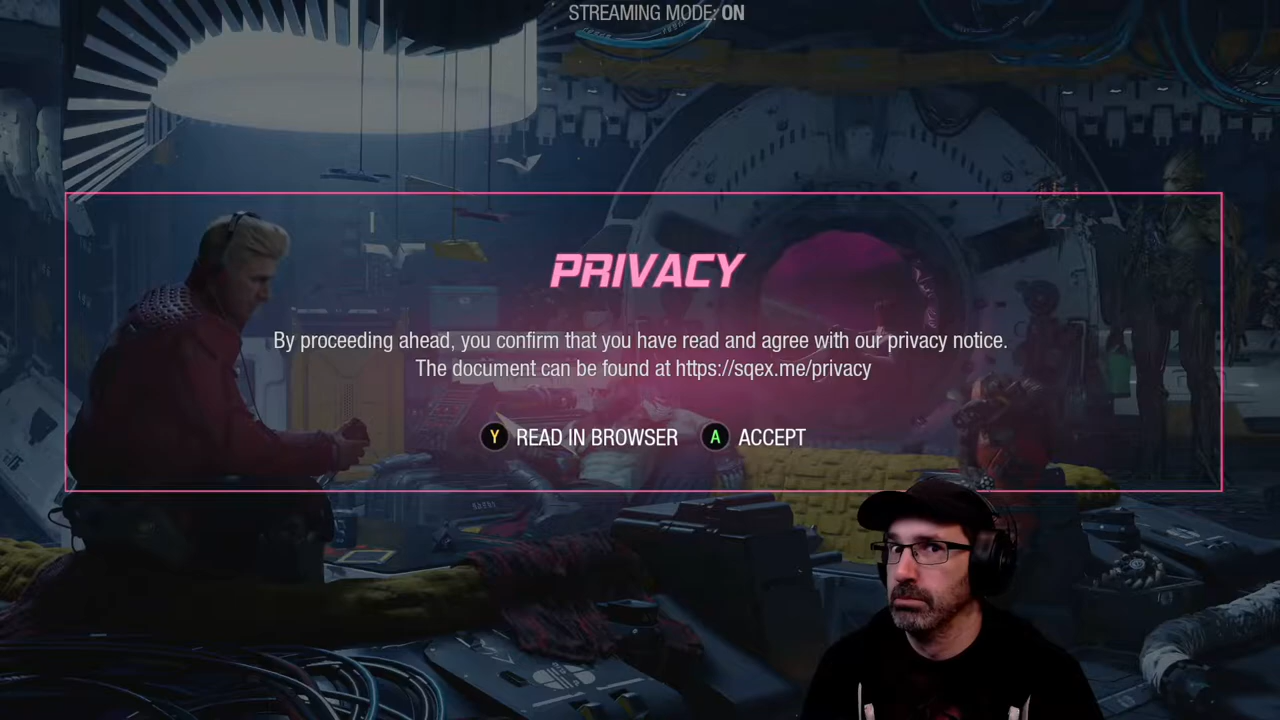 STREAMING MODE: ON
PRIVACY
By proceeding ahead, you confirm that you have read and agree with our privacy notice.
The document can be found at https://sqex.me/privacy
Y READ IN BROWSER A ACCEPT